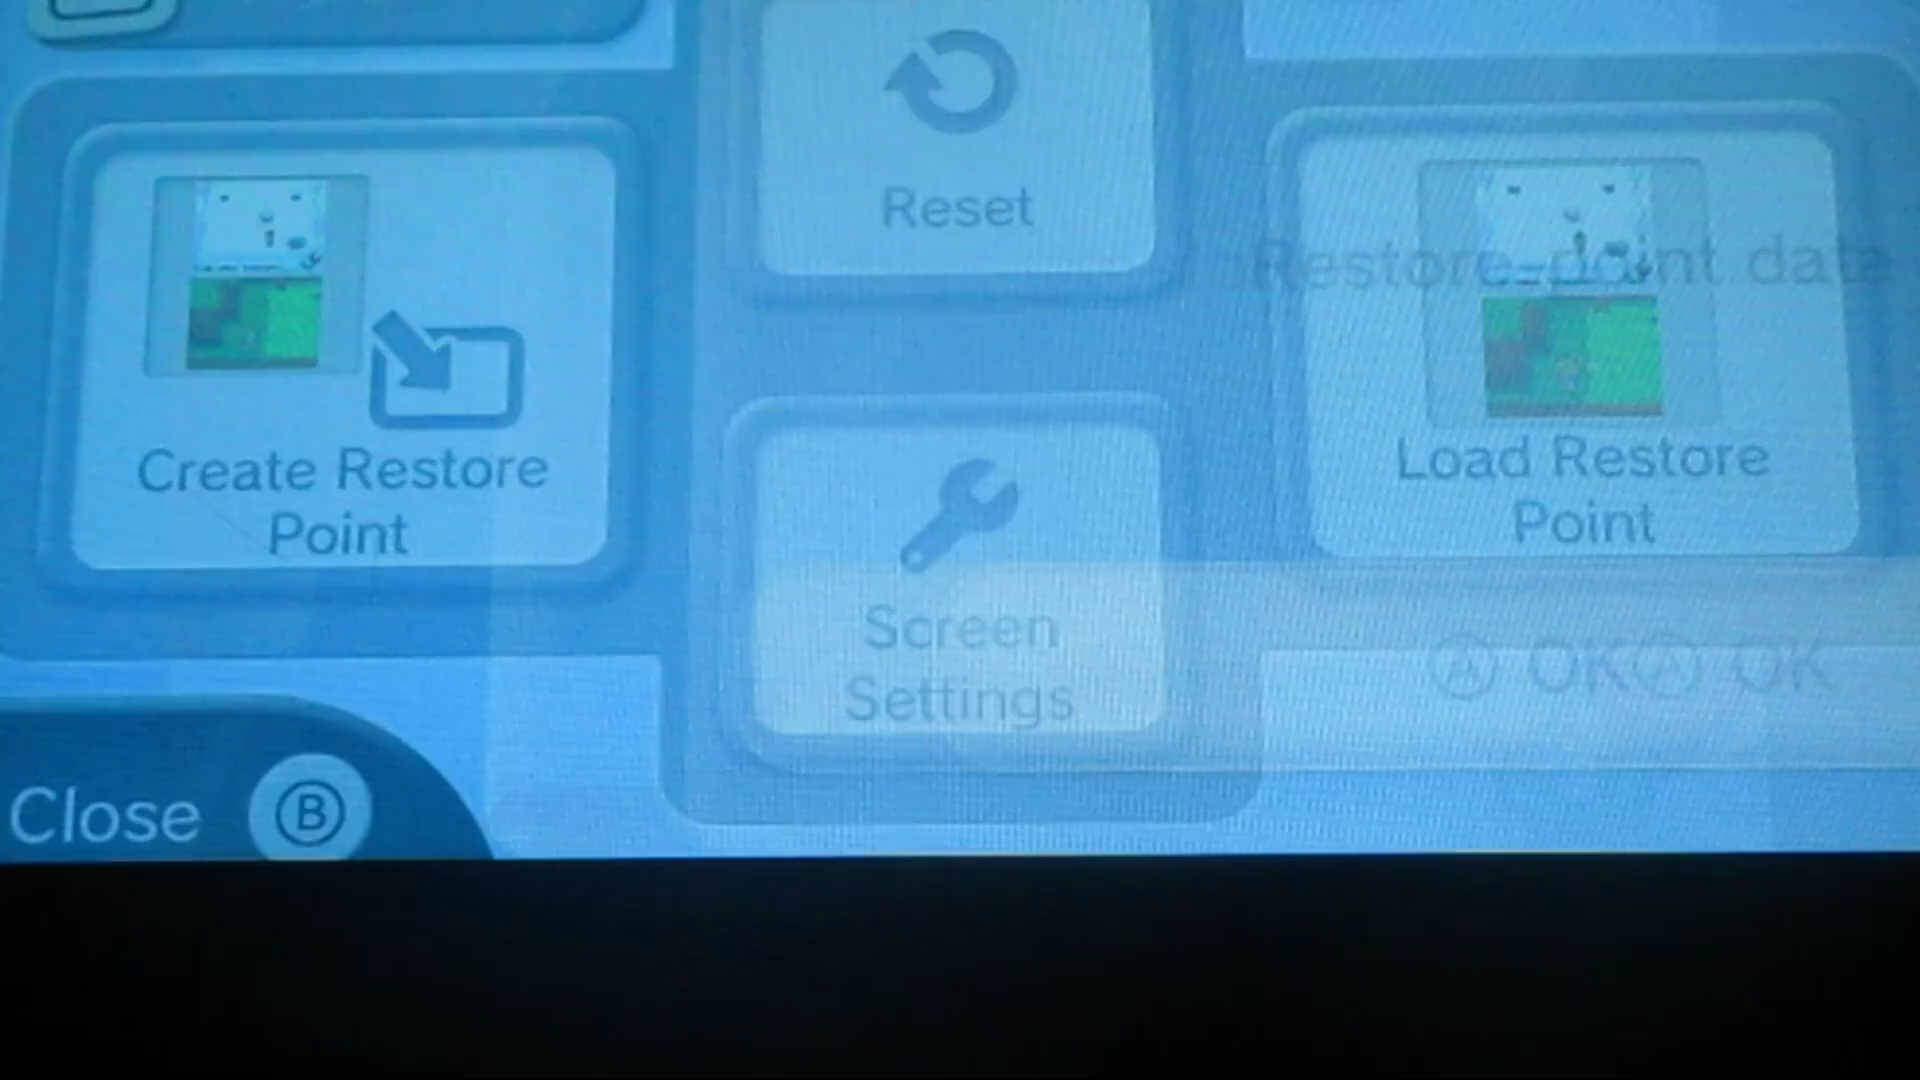 Reset
Restore-point data
Create Restore
Point
Load Restore
Point
Screen
Settings
Ⓐ OK Ⓐ OK
Close Ⓑ